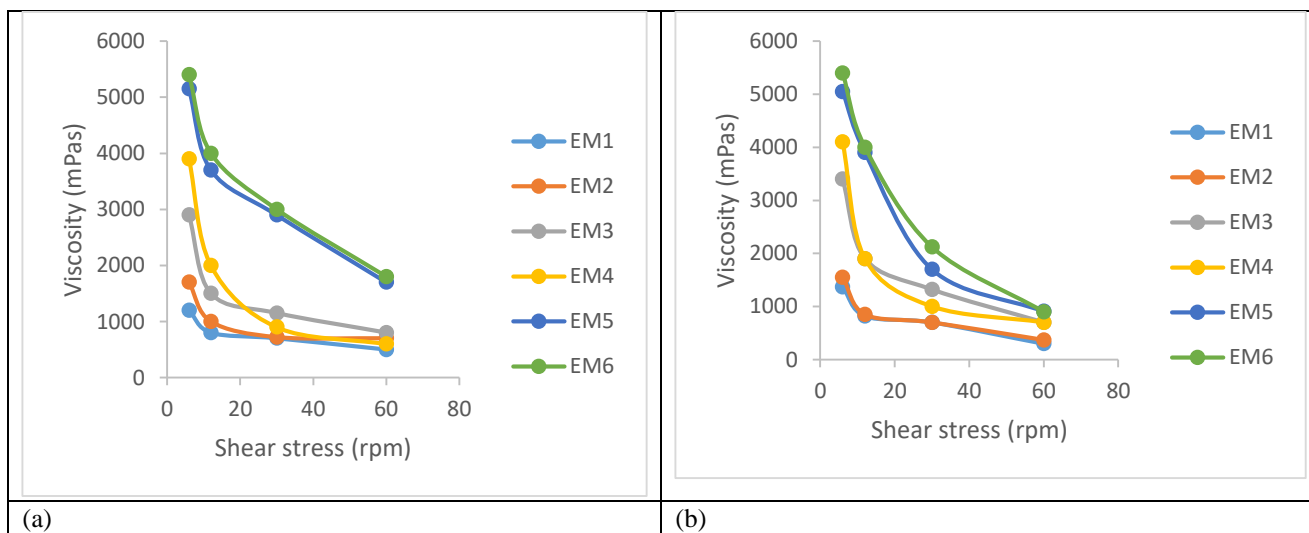 6000
5000
4000
3000
2000
1000
0
0 20 40 60 80
Viscosity (mPas)
Shear stress (rpm)
EM1
EM2
EM3
EM4
EM5
EM6
(a)
6000
5000
4000
3000
2000
1000
0
0 20 40 60 80
Viscosity (mPas)
Shear stress (rpm)
EM1
EM2
EM3
EM4
EM5
EM6
(b)